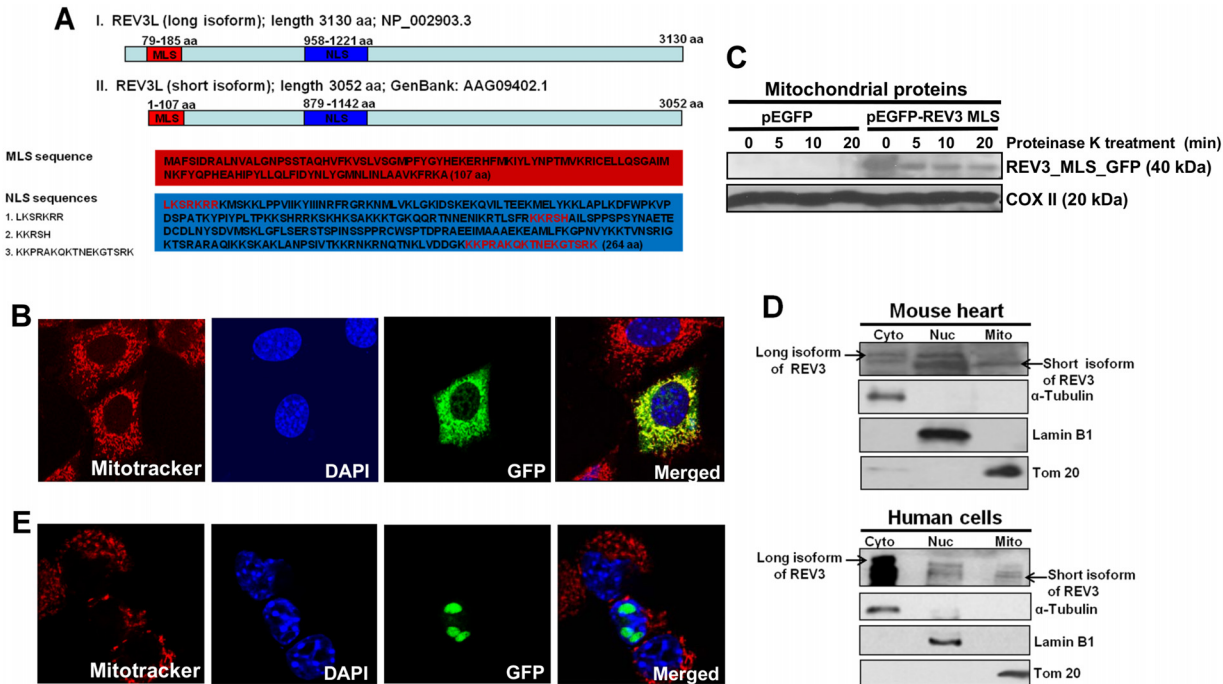 A
I. REV3L (long isoform); length 3130 aa; NP_002903.3
79-185 aa
958-1221 aa
3130 aa
MLS
NLS
II. REV3L (short isoform); length 3052 aa; GenBank: AAG09402.1
1-107 aa
879 -1142 aa
3052 aa
MLS
NLS
MLS sequence
MAFSIDRALNVALGNPSSTAQHVFKVSLVSGMPFYGYHEKERHFMKIYLYNPTMVKRICELLQSGAIM
NKFYQPHEAHIPYLLQLFIDYNLYGMNLINLAAVKFRKA (107 aa)
NLS sequences
1. LKSRKRR
2. KKRSH
3. KKPRAKQKTNEKGTSRK
LKSRKRRKMSKKLPPVIIKYIIINRFRGRKNMLVKLGKIDSKEKQVILTEEKMELYKKLAPLKDFWPKVP
DSPATKYPIYPLTPKKSHRRKSKHKSAKKKTGKQQRTNNENIKRTLSFRKKRSHAILSPPSPSYNAETE
DCDLNYSDVMSKLGFLSERSTSPINSSPPRCWSPTDPRAEEIMAAAEKEAMLFKGPNVYKKTVNSRIG
KTSRARAQIKKSKAKLANPSIVTKKRNKRNQTNKLVDDGKKKPRAKQKTNEKGTSRK (264 aa)
C
Mitochondrial proteins
pEGFP
pEGFP-REV3 MLS
0 5 10 20 0 5 10 20 Proteinase K treatment (min)
REV3_MLS_GFP (40 kDa)
COX II (20 kDa)
B
Mitotracker
DAPI
GFP
Merged
D
Mouse heart
Cyto Nuc Mito
Long isoform
of REV3
Short isoform
of REV3
α-Tubulin
Lamin B1
Tom 20
E
Mitotracker
DAPI
GFP
Merged
Human cells
Cyto Nuc Mito
Long isoform
of REV3
Short isoform
of REV3
α-Tubulin
Lamin B1
Tom 20